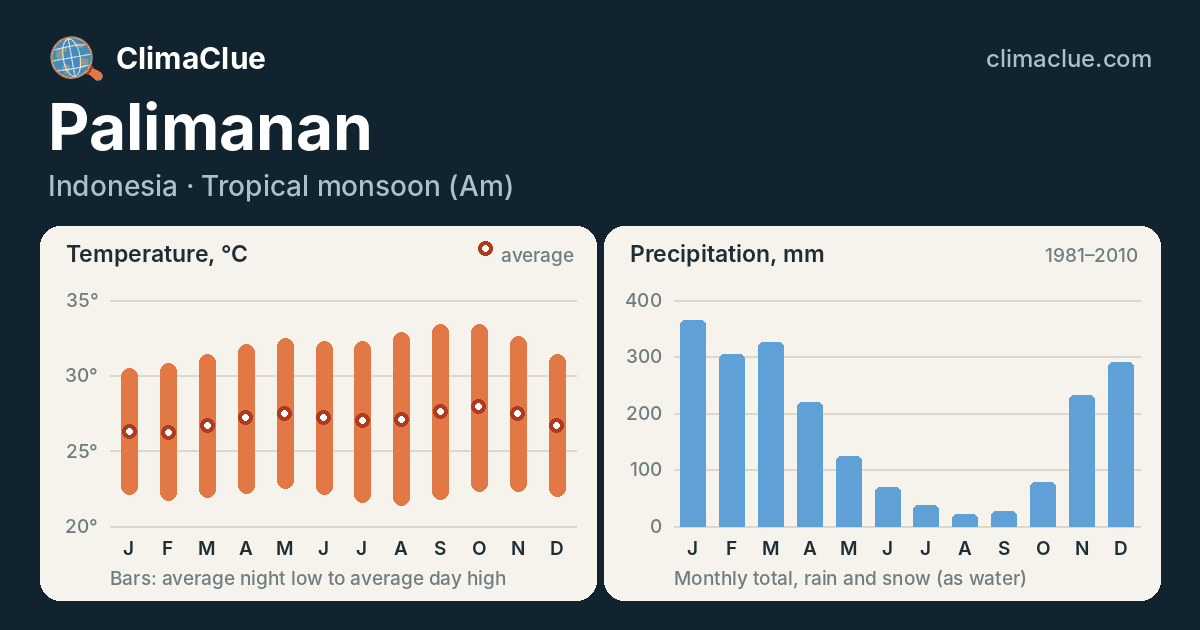 ClimaClue
climaclue.com
Palimanan
Indonesia · Tropical monsoon (Am)
Temperature, °C
average
35°
30°
25°
20°
J F M A M J J A S O N D
Bars: average night low to average day high
Precipitation, mm
1981–2010
400
300
200
100
0
J F M A M J J A S O N D
Monthly total, rain and snow (as water)